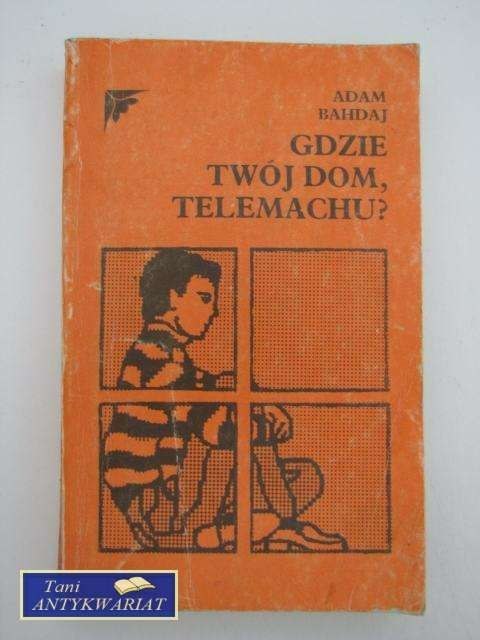 ADAM
BAHDAJ
GDZIE
TWÓJ DOM,
TELEMACHU?
Tani
ANTYKWARIAT